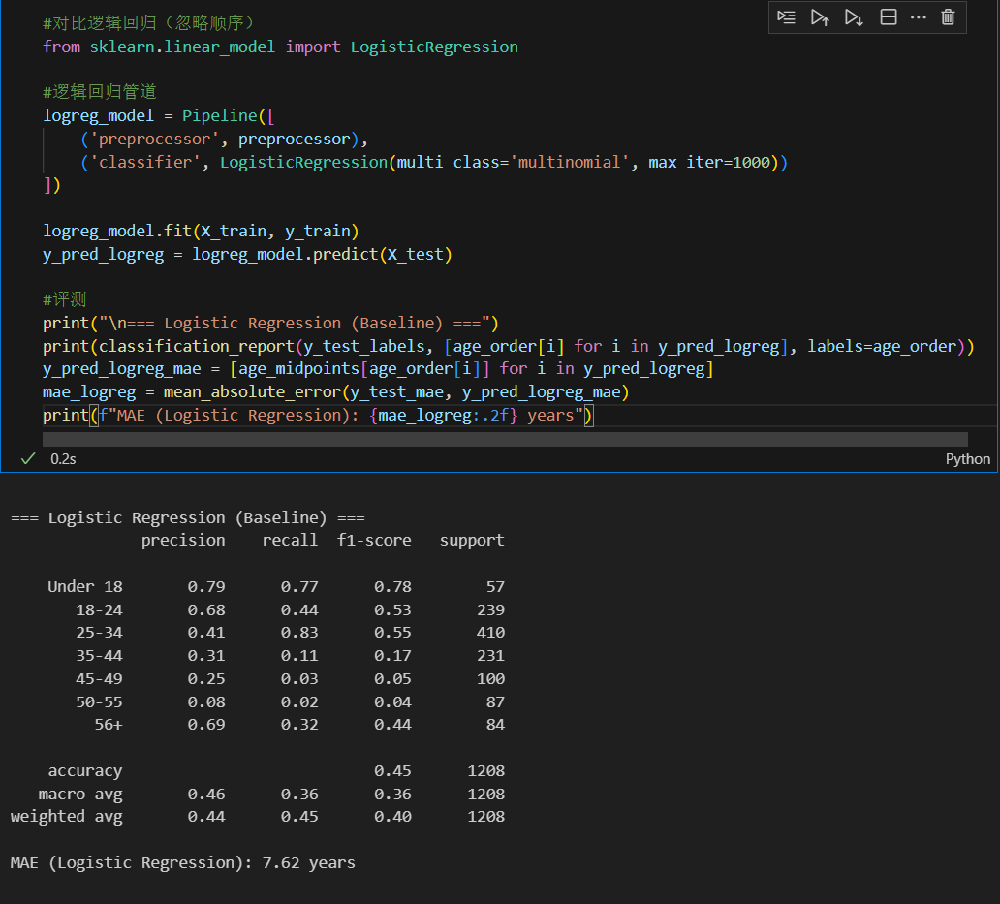 #对比逻辑回归（忽略顺序）
from sklearn.linear_model import LogisticRegression
#逻辑回归管道
logreg_model = Pipeline([
    ('preprocessor', preprocessor),
    ('classifier', LogisticRegression(multi_class='multinomial', max_iter=1000))
])
logreg_model.fit(X_train, y_train)
y_pred_logreg = logreg_model.predict(X_test)
#评测
print("\n=== Logistic Regression (Baseline) ===")
print(classification_report(y_test_labels, [age_order[i] for i in y_pred_logreg], labels=age_order))
y_pred_logreg_mae = [age_midpoints[age_order[i]] for i in y_pred_logreg]
mae_logreg = mean_absolute_error(y_test_mae, y_pred_logreg_mae)
print(f"MAE (Logistic Regression): {mae_logreg:.2f} years")
0.2s Python
=== Logistic Regression (Baseline) ===
precision recall f1-score support
Under 18 0.79 0.77 0.78 57
18-24 0.68 0.44 0.53 239
25-34 0.41 0.83 0.55 410
35-44 0.31 0.11 0.17 231
45-49 0.25 0.03 0.05 100
50-55 0.08 0.02 0.04 87
56+ 0.69 0.32 0.44 84
accuracy 0.45 1208
macro avg 0.46 0.36 0.36 1208
weighted avg 0.44 0.45 0.40 1208
MAE (Logistic Regression): 7.62 years